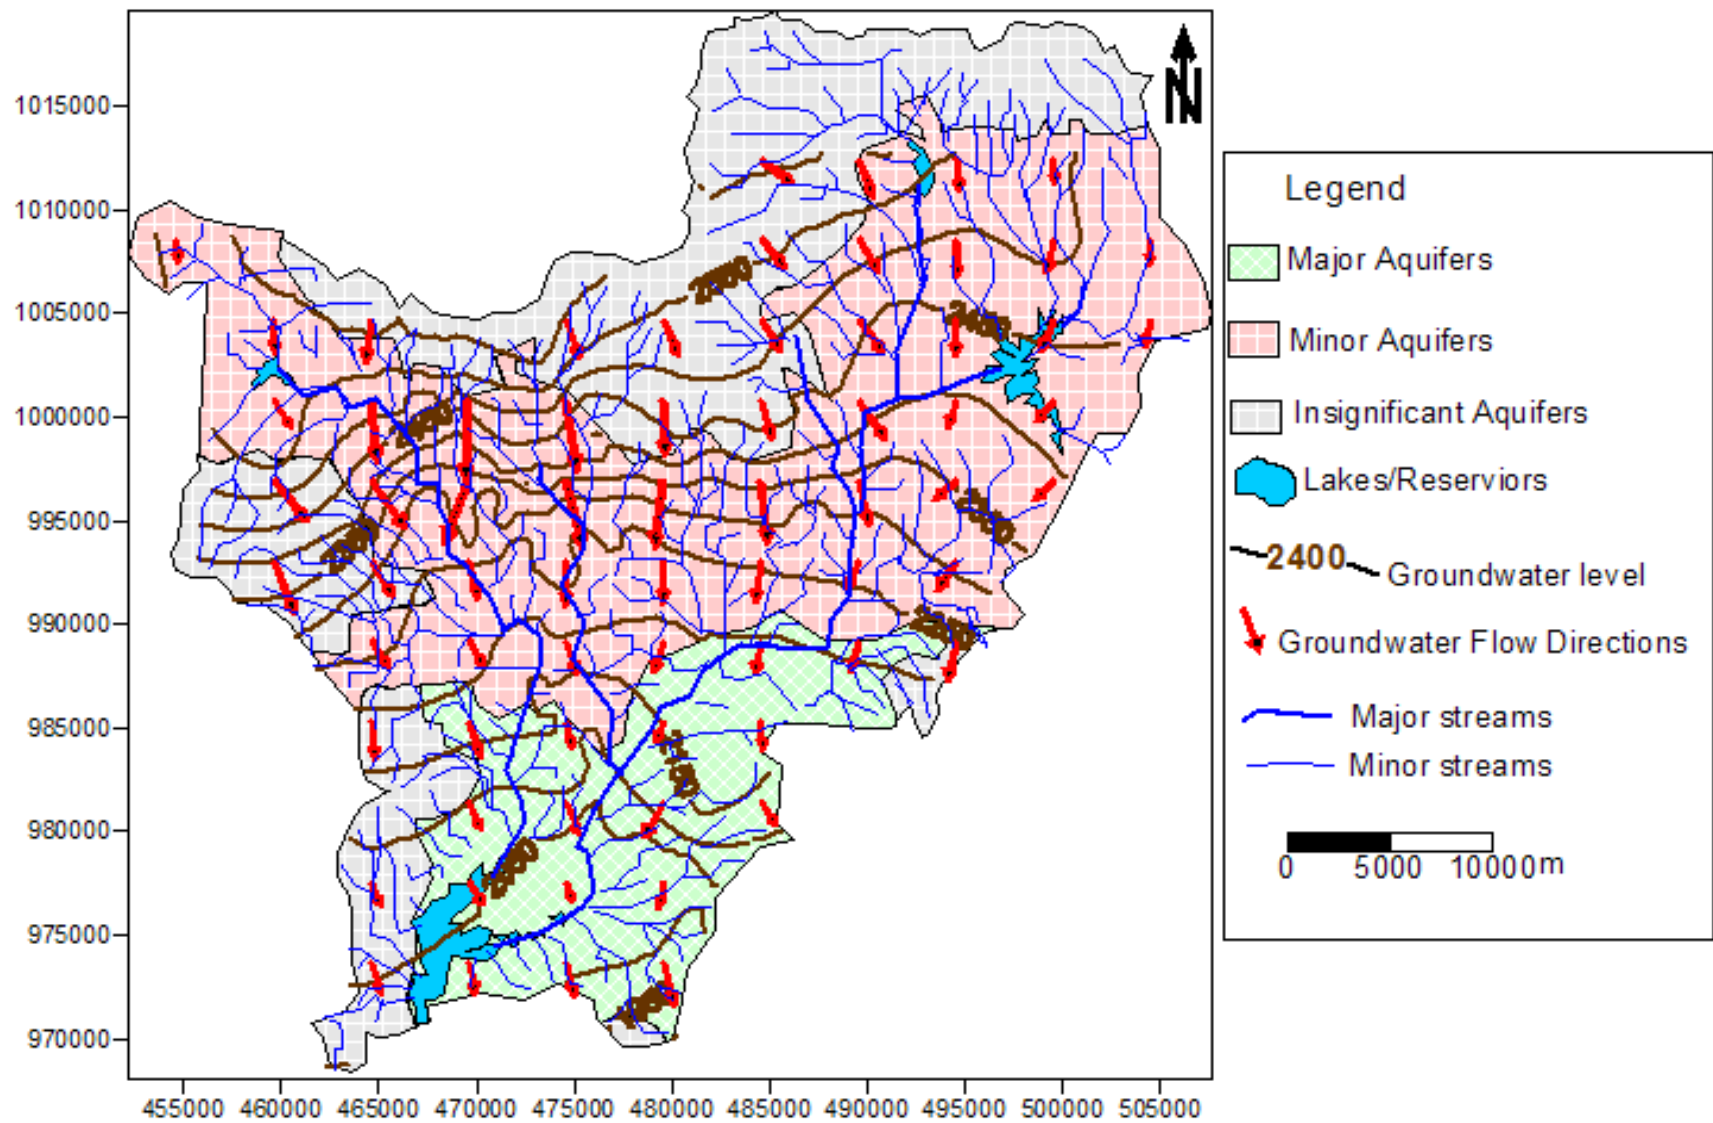 N
1015000
1010000
1005000
1000000
995000
990000
985000
980000
975000
970000
455000 460000 465000 470000 475000 480000 485000 490000 495000 500000 505000
Legend
Major Aquifers
Minor Aquifers
Insignificant Aquifers
Lakes/Reserviors
2400 Groundwater level
Groundwater Flow Directions
Major streams
Minor streams
0 5000 10000m